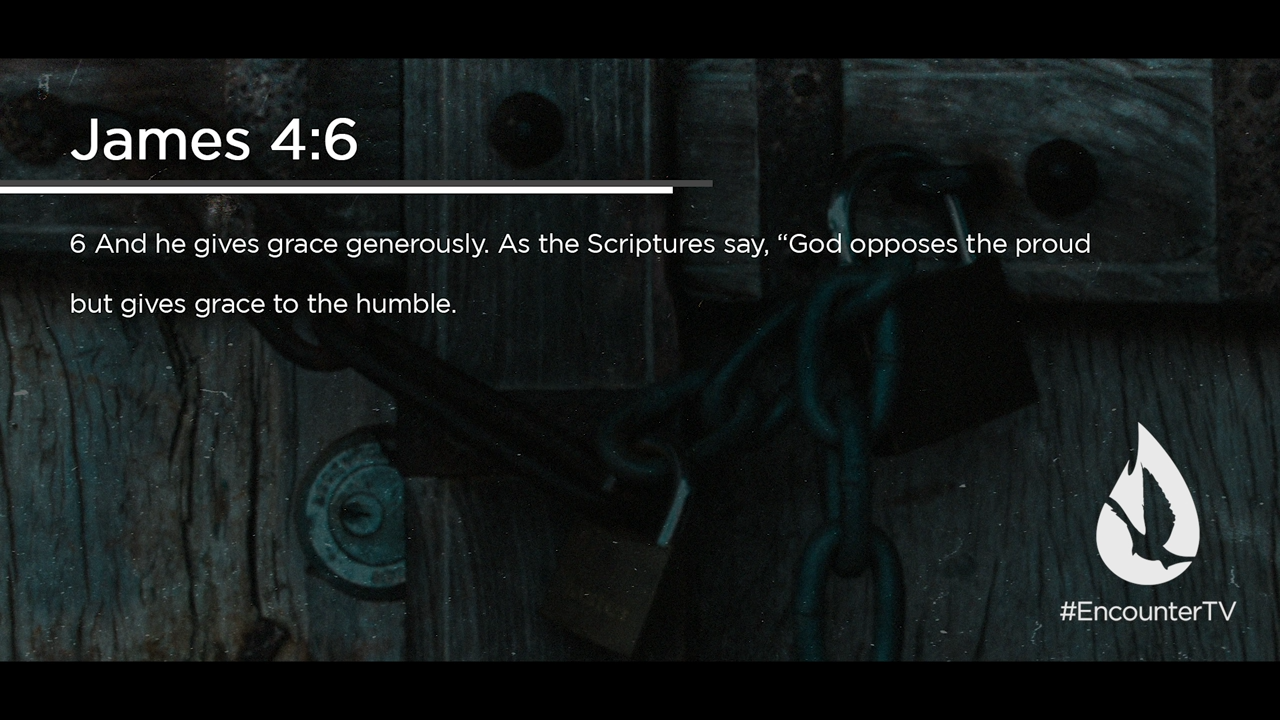 James 4:6
6 And he gives grace generously. As the Scriptures say, “God opposes the proud
but gives grace to the humble.
#EncounterTV